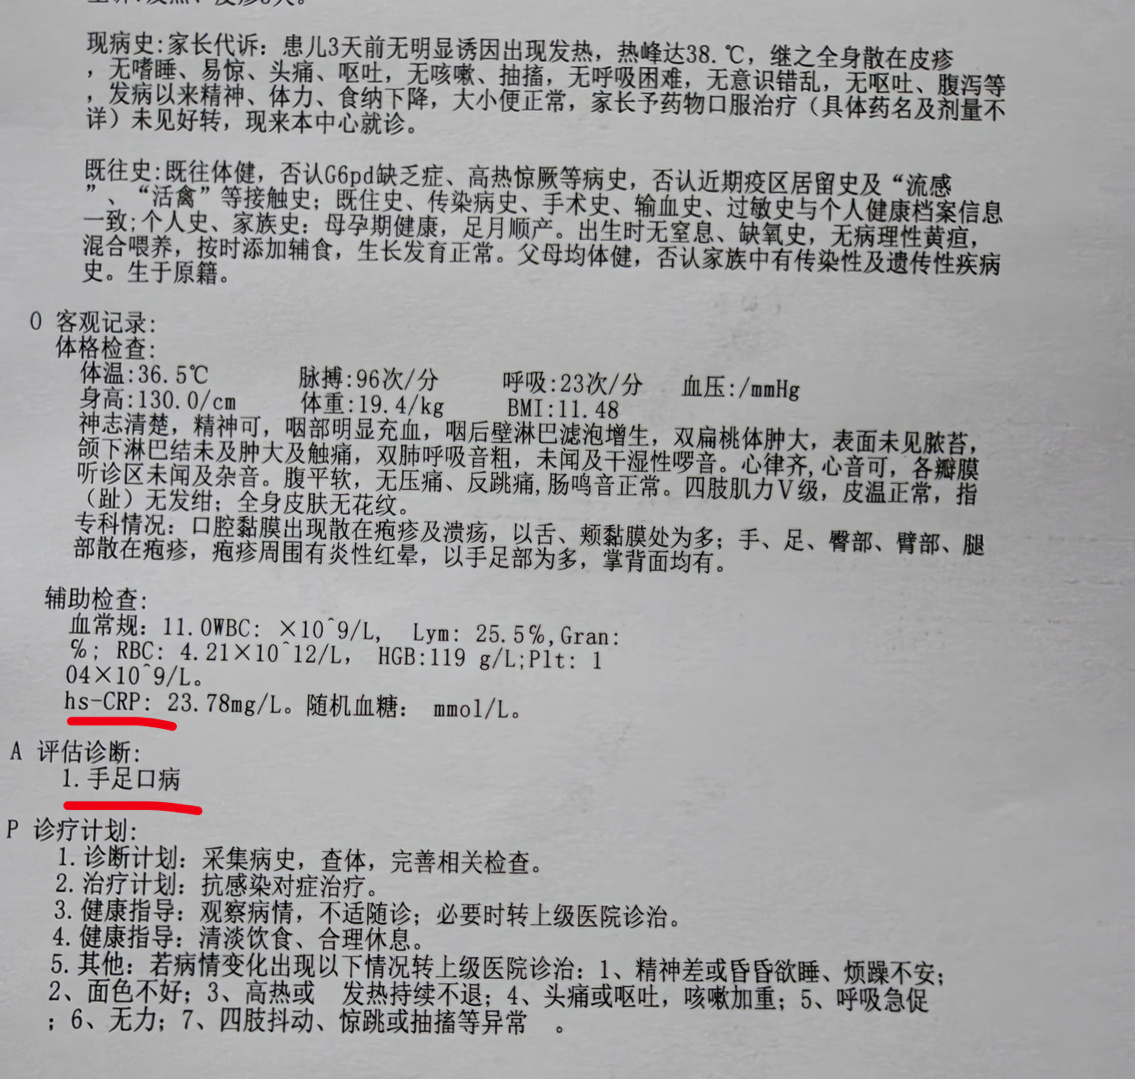 现病史:家长代诉：患儿3天前无明显诱因出现发热，热峰达38.℃，继之全身散在皮疹
，无嗜睡、易惊、头痛、呕吐，无咳嗽、抽搐，无呼吸困难，无意识错乱，无呕吐、腹泻等
，发病以来精神、体力、食纳下降，大小便正常，家长予药物口服治疗（具体药名及剂量不
详）未见好转，现来本中心就诊。
既往史:既往体健，否认G6pd缺乏症、高热惊厥等病史，否认近期疫区居留史及“流感
”、“活禽”等接触史；既住史、传染病史、手术史、输血史、过敏史与个人健康档案信息
一致;个人史、家族史：母孕期健康，足月顺产。出生时无窒息、缺氧史，无病理性黄疸，
混合喂养，按时添加辅食，生长发育正常。父母均体健，否认家族中有传染性及遗传性疾病
史。生于原籍。
O 客观记录:
体格检查:
体温:36.5℃ 脉搏:96次/分 呼吸:23次/分 血压:/mmHg
身高:130.0/cm 体重:19.4/kg BMI:11.48
神志清楚，精神可，咽部明显充血，咽后壁淋巴滤泡增生，双扁桃体肿大，表面未见脓苔，
颌下淋巴结未及肿大及触痛，双肺呼吸音粗，未闻及干湿性啰音。心律齐,心音可，各瓣膜
听诊区未闻及杂音。腹平软，无压痛、反跳痛,肠鸣音正常。四肢肌力Ⅴ级，皮温正常，指
（趾）无发绀；全身皮肤无花纹。
专科情况：口腔黏膜出现散在疱疹及溃疡，以舌、颊黏膜处为多；手、足、臀部、臂部、腿
部散在疱疹，疱疹周围有炎性红晕，以手足部为多，掌背面均有。
辅助检查:
血常规：11.0WBC: ×10^9/L, Lym: 25.5%,Gran:
%; RBC: 4.21×10^12/L, HGB:119 g/L;Plt: 1
04×10^9/L。
hs-CRP: 23.78mg/L。随机血糖： mmol/L。
A 评估诊断:
1.手足口病
P 诊疗计划:
1.诊断计划：采集病史，查体，完善相关检查。
2.治疗计划：抗感染对症治疗。
3.健康指导：观察病情，不适随诊；必要时转上级医院诊治。
4.健康指导：清淡饮食、合理休息。
5.其他：若病情变化出现以下情况转上级医院诊治：1、精神差或昏昏欲睡、烦躁不安；
2、面色不好；3、高热或 发热持续不退；4、头痛或呕吐，咳嗽加重；5、呼吸急促
；6、无力；7、四肢抖动、惊跳或抽搐等异常 。